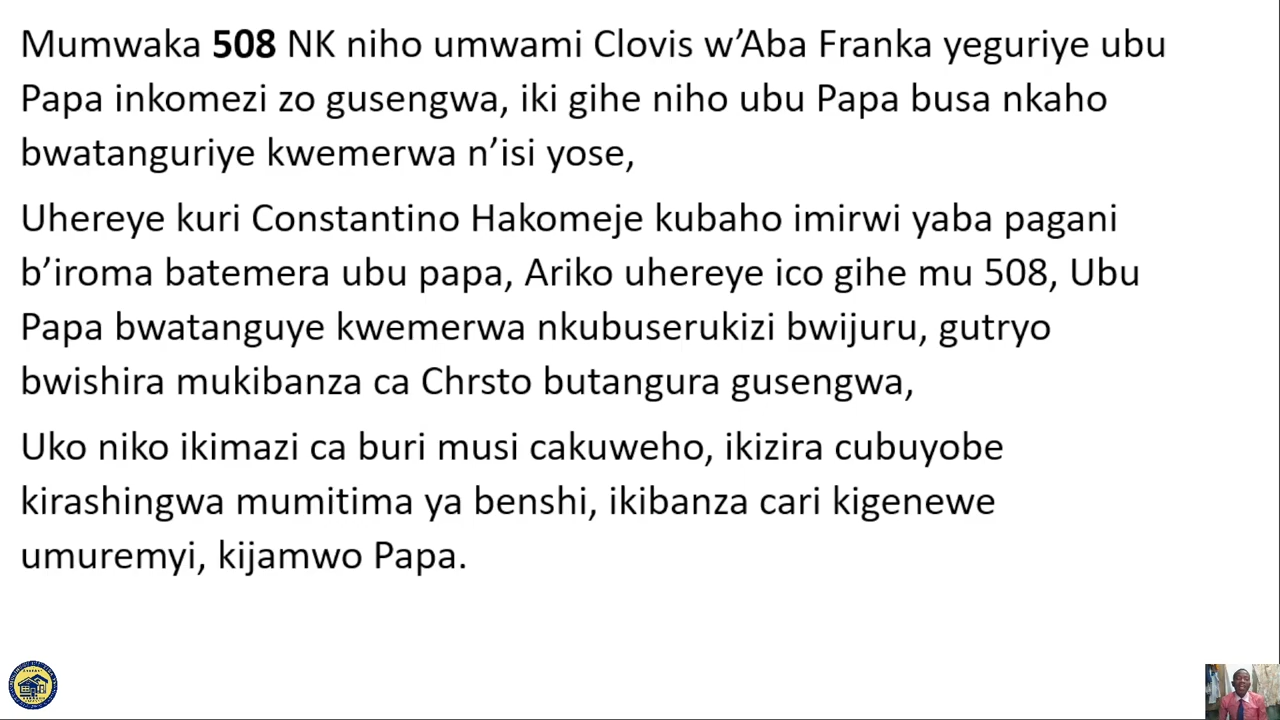 Mumwaka 508 NK niho umwami Clovis w’Aba Franka yeguriye ubu
Papa inkomezi zo gusengwa, iki gihe niho ubu Papa busa nkaho
bwatanguriye kwemerwa n’isi yose,
Uhereye kuri Constantino Hakomeje kubaho imirwi yaba pagani
b’iroma batemera ubu papa, Ariko uhereye ico gihe mu 508, Ubu
Papa bwatanguye kwemerwa nkubuserukizi bwijuru, gutryo
bwishira mukibanza ca Chrsto butangura gusengwa,
Uko niko ikimazi ca buri musi cakuweho, ikizira cubuyobe
kirashingwa mumitima ya benshi, ikibanza cari kigenewe
umuremyi, kijamwo Papa.